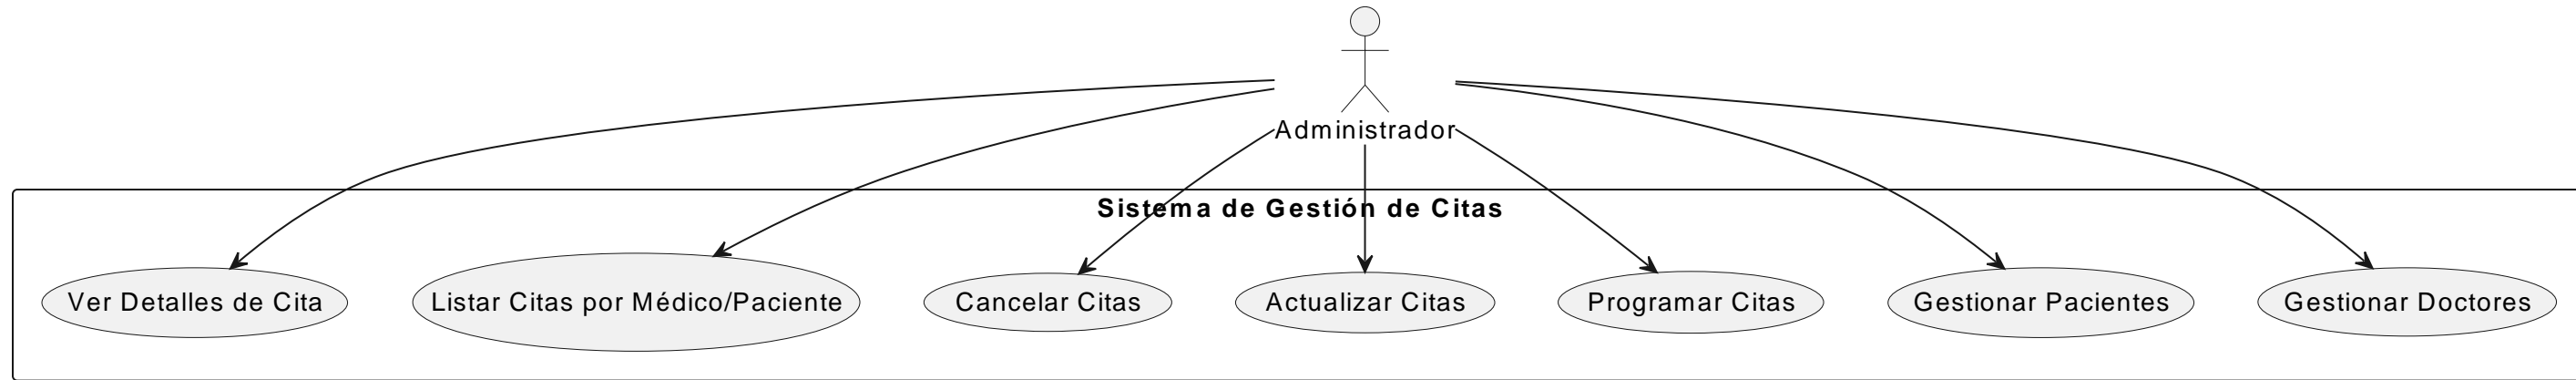 Administrador
Sistema de Gestión de Citas
Ver Detalles de Cita
Listar Citas por Médico/Paciente
Cancelar Citas
Actualizar Citas
Programar Citas
Gestionar Pacientes
Gestionar Doctores